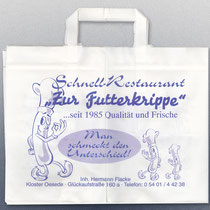 Schnell-Restaurant
„Zur Futterkrippe“
...seit 1985 Qualität und Frische
Man
schmeckt den
Unterschied!
Inh. Hermann Flacke
Kloster Oesede · Glückaufstraße 160 a · Telefon: 0 54 01 / 4 42 38